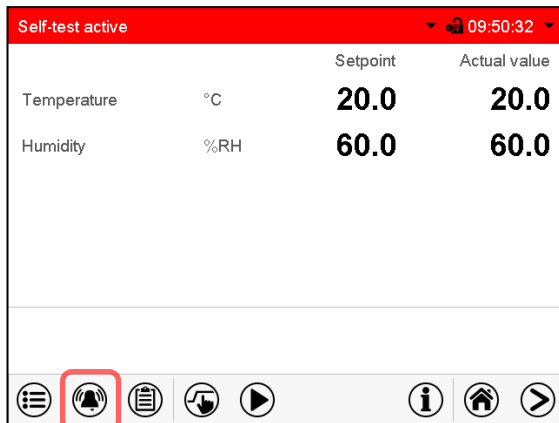 Self-test active 09:50:32
Setpoint Actual value
Temperature °C 20.0 20.0
Humidity %RH 60.0 60.0